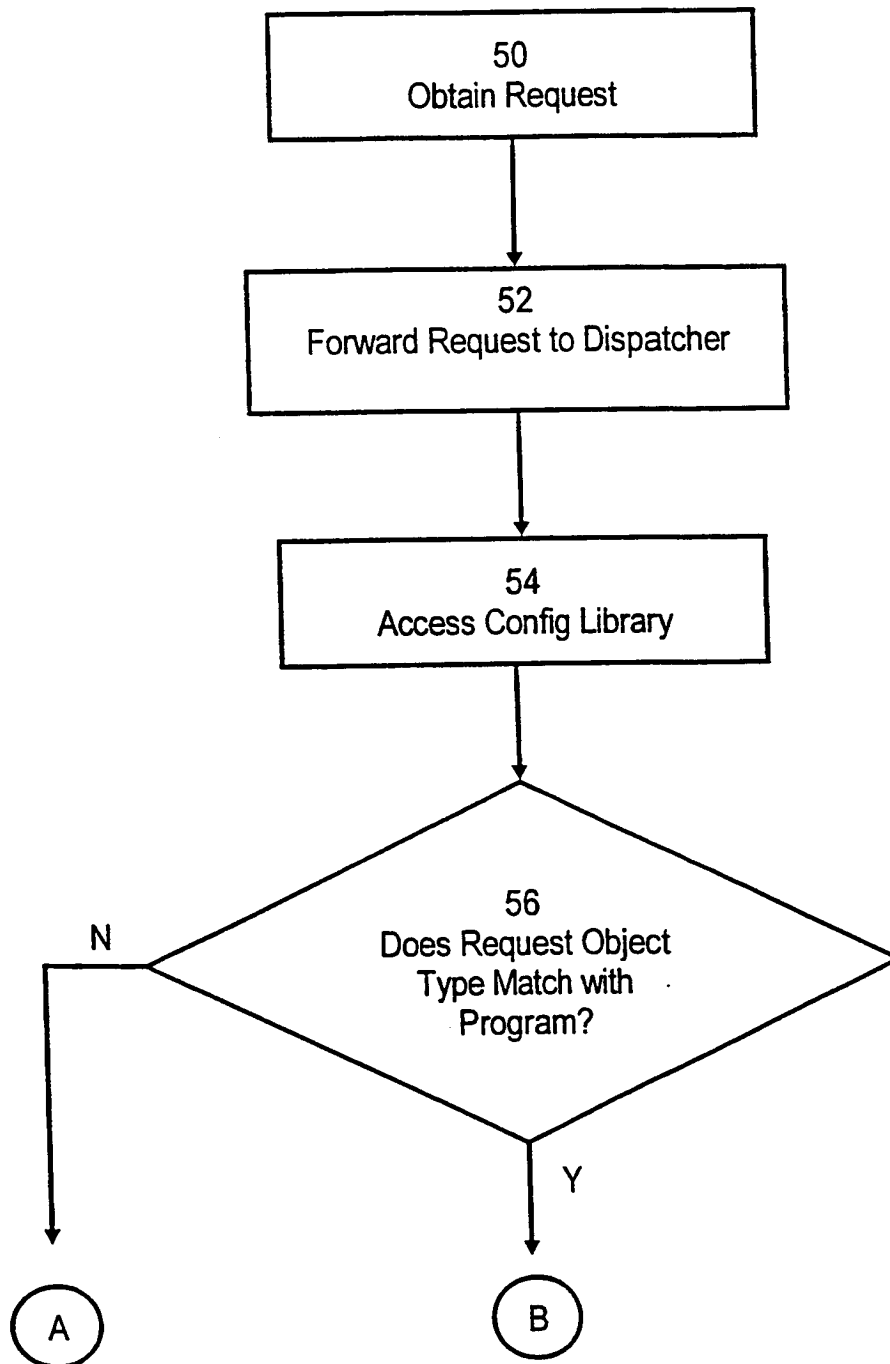 50
Obtain Request
52
Forward Request to Dispatcher
54
Access Config Library
56
Does Request Object
Type Match with
Program?
N
Y
A
B